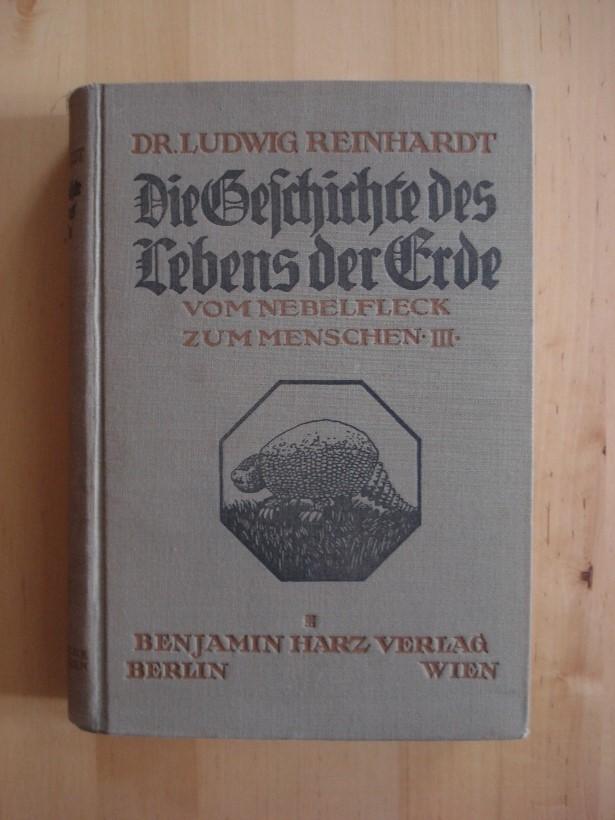 DR. LUDWIG REINHARDT
Die Geschichte des
Lebens der Erde
VOM NEBELFLECK
ZUM MENSCHEN · III ·
BENJAMIN HARZ VERLAG
BERLIN WIEN